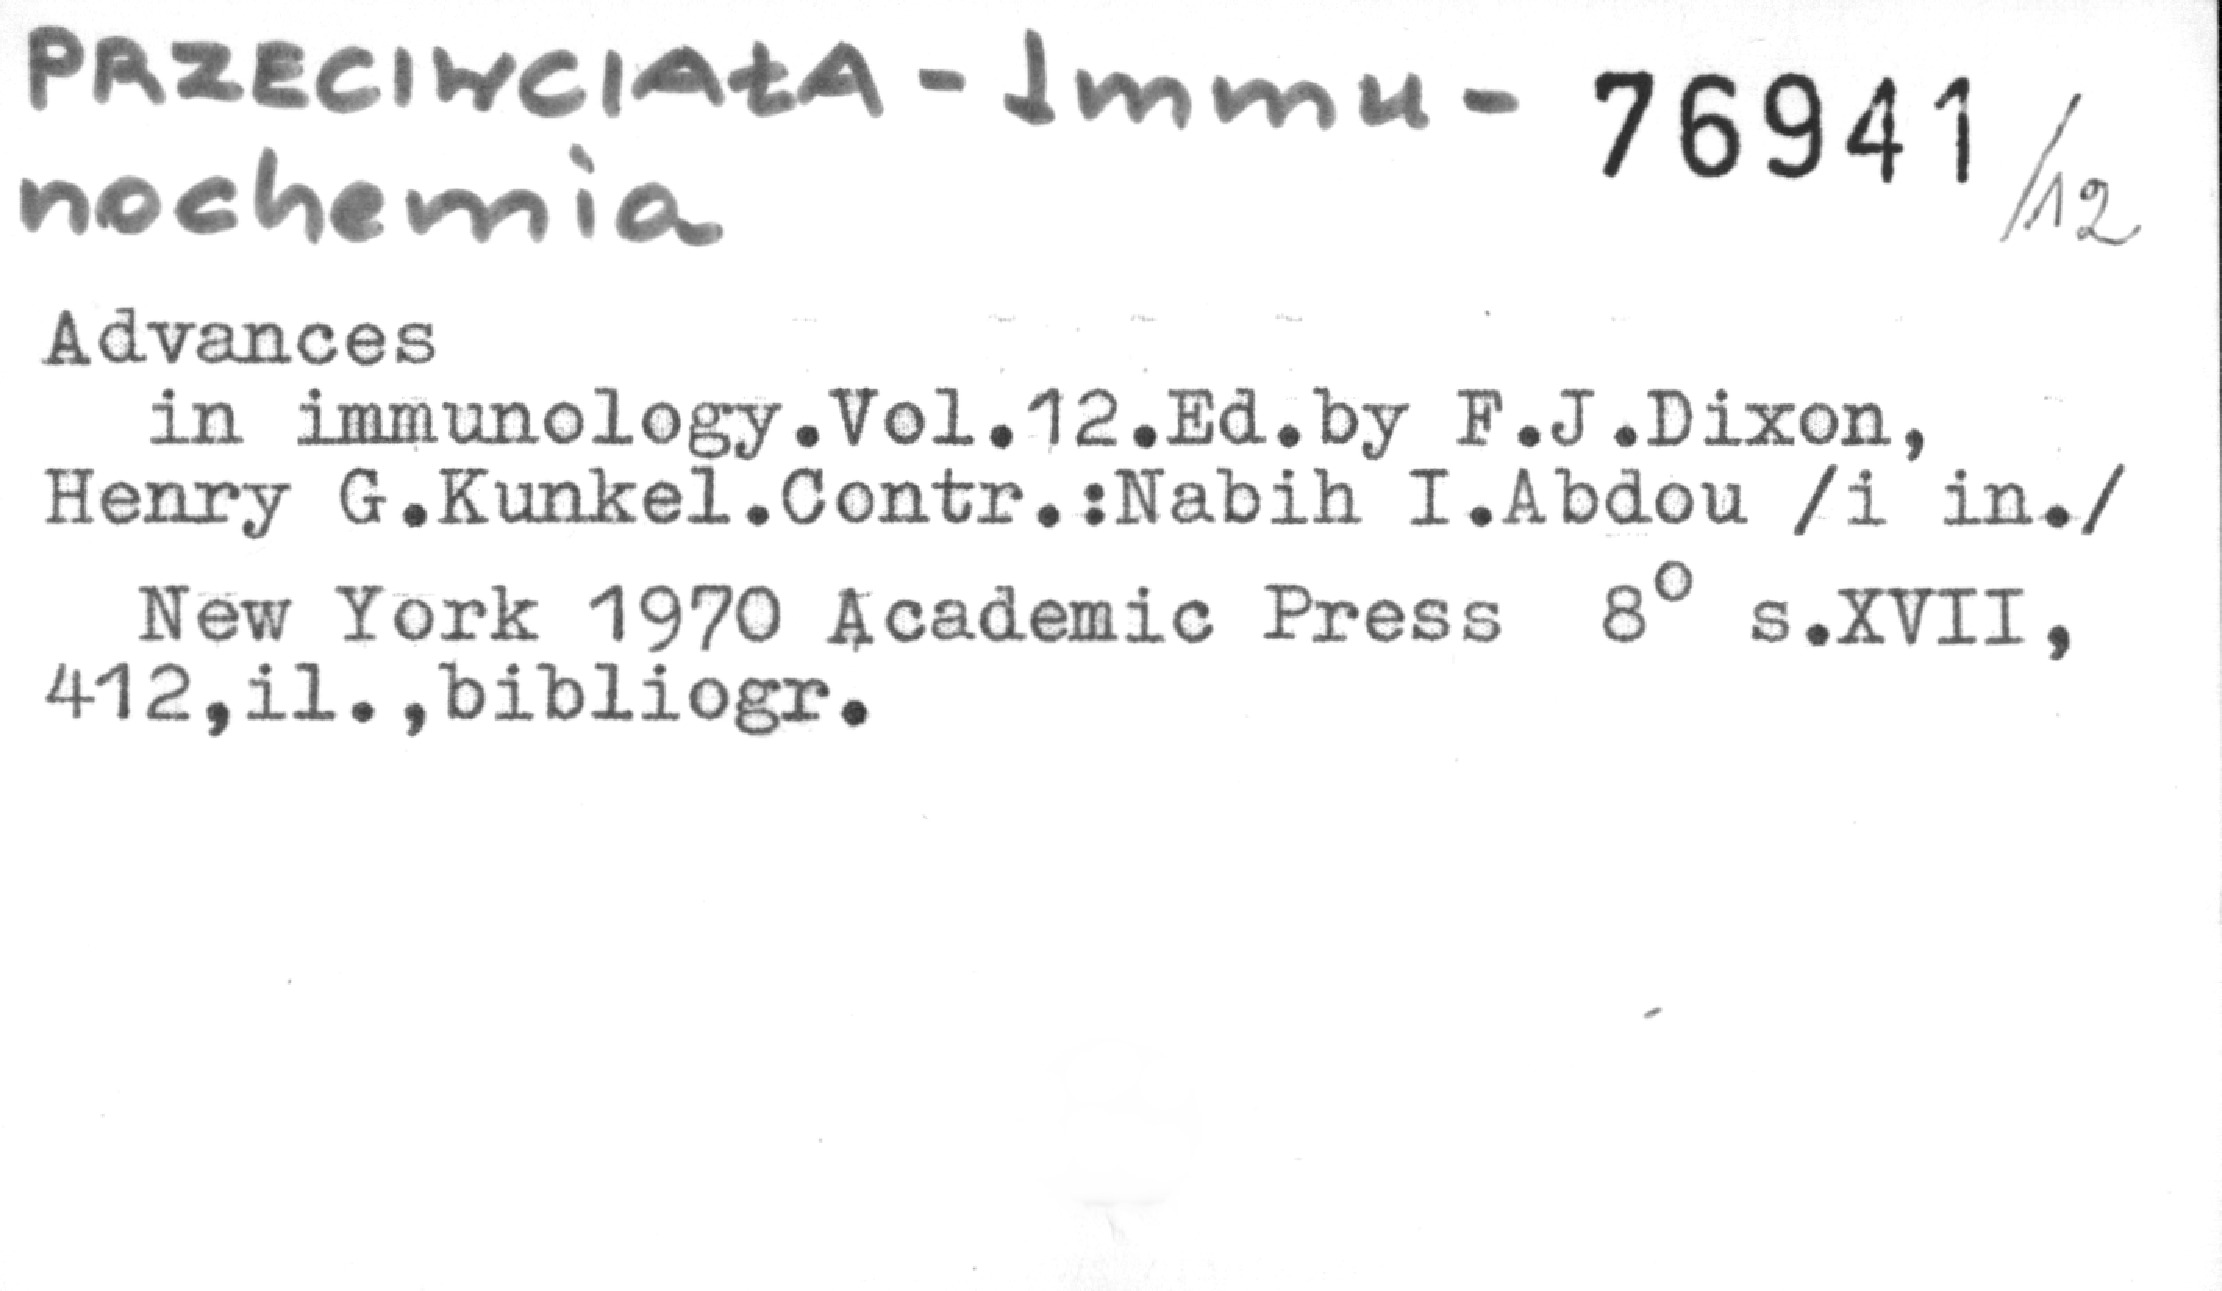 PRZECIWCIAŁA - Immu - 76941/12
nochemia
Advances
in immunology.Vol.12.Ed.by F.J.Dixon,
Henry G.Kunkel.Contr.:Nabih I.Abdou /i in./
New York 1970 Academic Press 8° s.XVII,
412,il.,bibliogr.